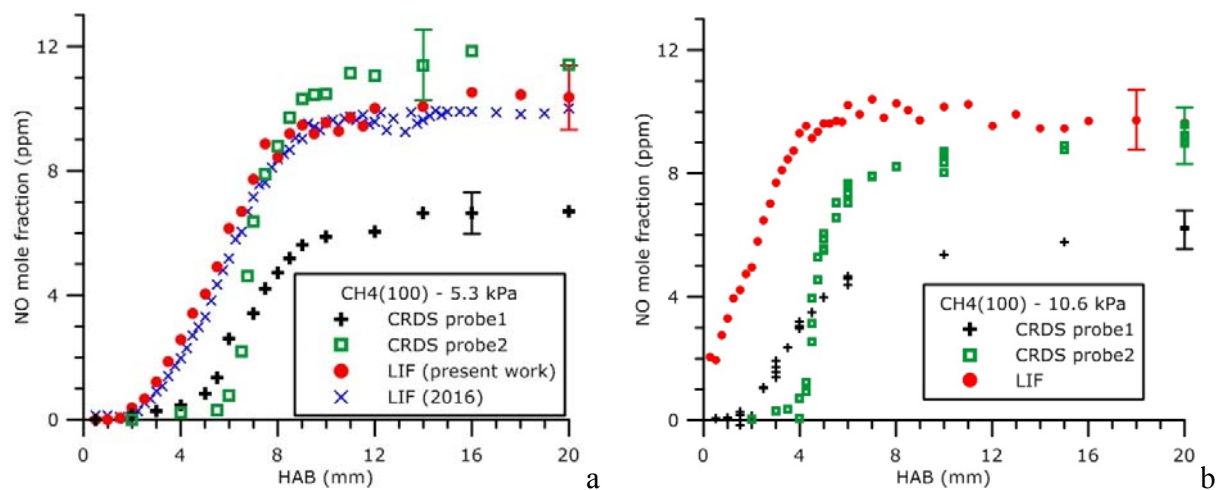 12
8
4
0
NO mole fraction (ppm)
CH4(100) - 5.3 kPa
CRDS probe1
CRDS probe2
LIF (present work)
LIF (2016)
0 4 8 12 16 20
HAB (mm)
a
12
8
4
0
NO mole fraction (ppm)
CH4(100) - 10.6 kPa
CRDS probe1
CRDS probe2
LIF
0 4 8 12 16 20
HAB (mm)
b